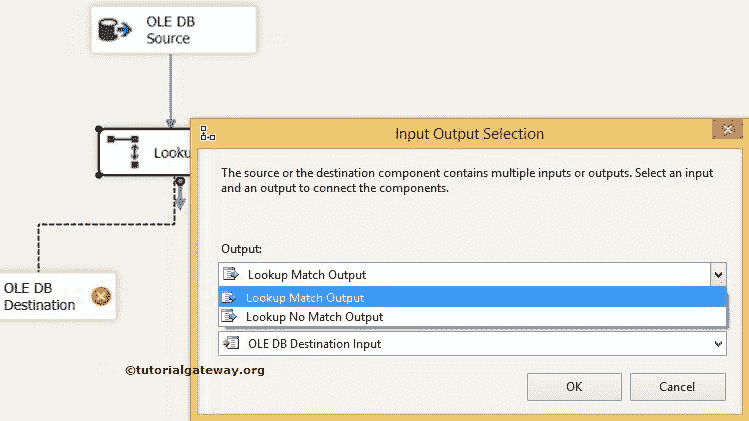 OLE DB
Source
Looku
OLE DB
Destination
Input Output Selection
The source or the destination component contains multiple inputs or outputs. Select an input
and an output to connect the components.
Output:
Lookup Match Output
Lookup Match Output
Lookup No Match Output
OLE DB Destination Input
OK
Cancel
©tutorialgateway.org